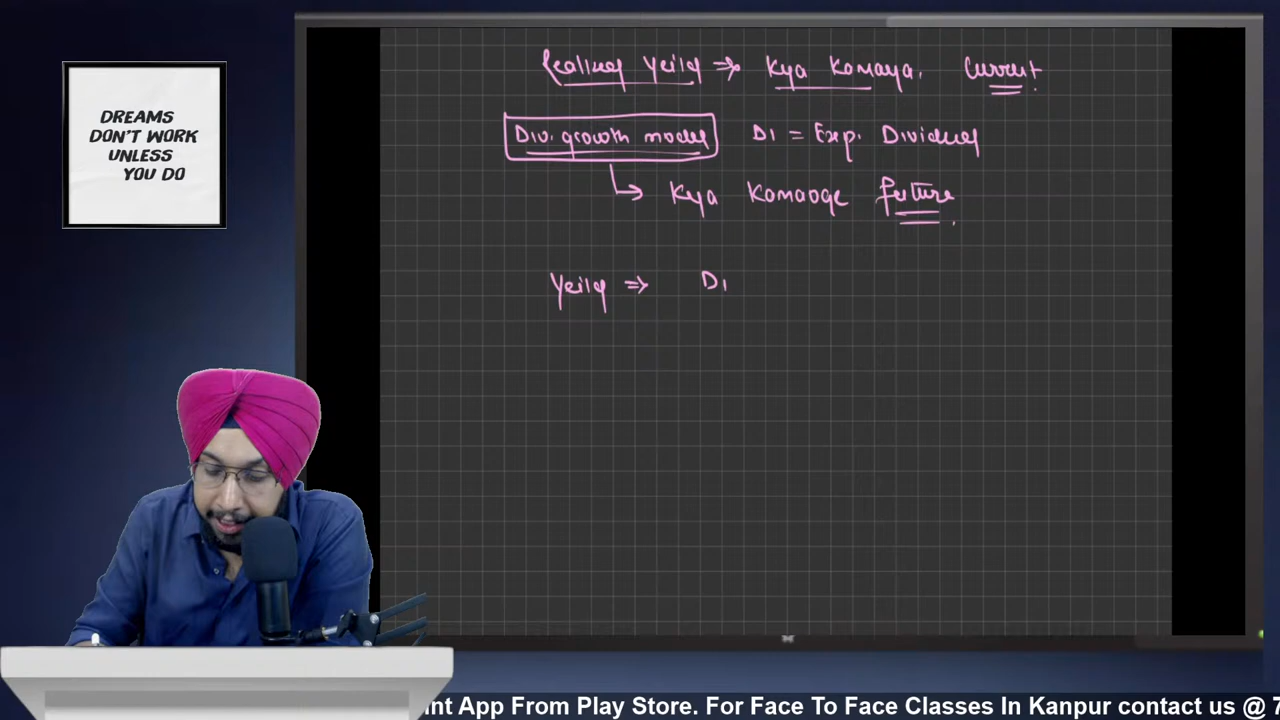 DREAMS
DON'T WORK
UNLESS
YOU DO
Realised Yeild ⇒ Kya Kamaya. Current
Div. growth model D1 = Exp. Dividend
Kya Kamaoge future
Yeild ⇒ D1
nt App From Play Store. For Face To Face Classes In Kanpur contact us @ 7